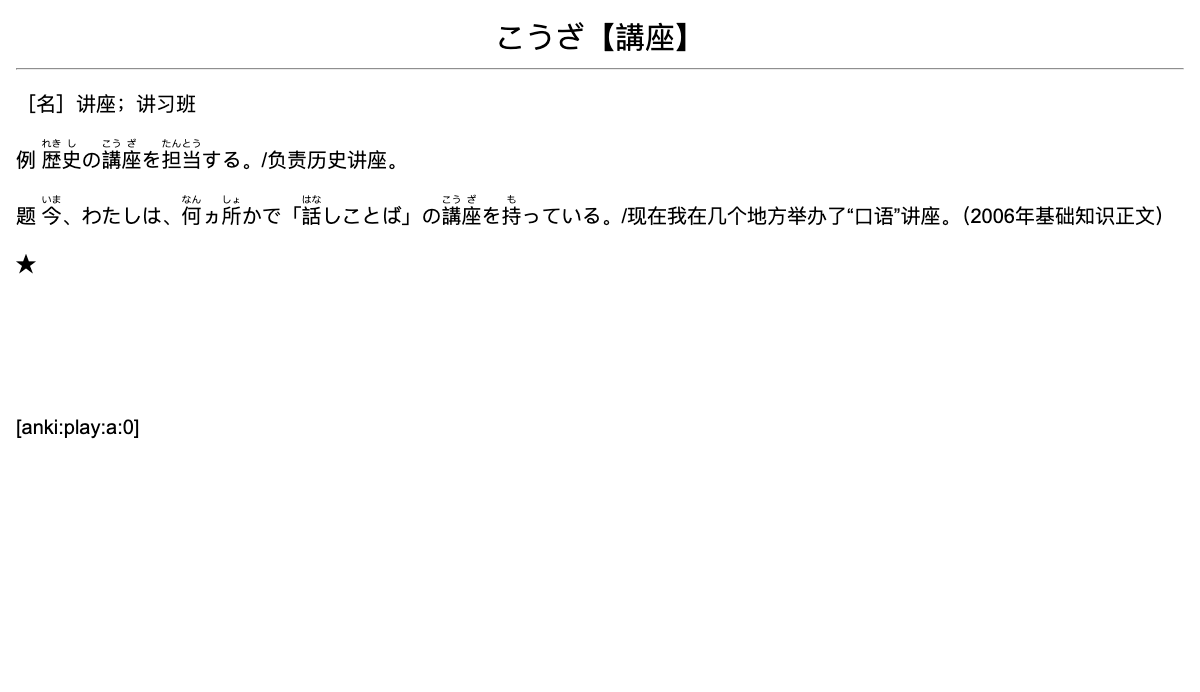 こうざ【講座】
［名］讲座；讲习班
れき し こう ざ たんとう
例 歴史の講座を担当する。/负责历史讲座。
いま なん しょ はな こう ざ も
题 今、わたしは、何ヵ所かで「話しことば」の講座を持っている。/现在我在几个地方举办了“口语”讲座。（2006年基础知识正文）
★
[anki:play:a:0]